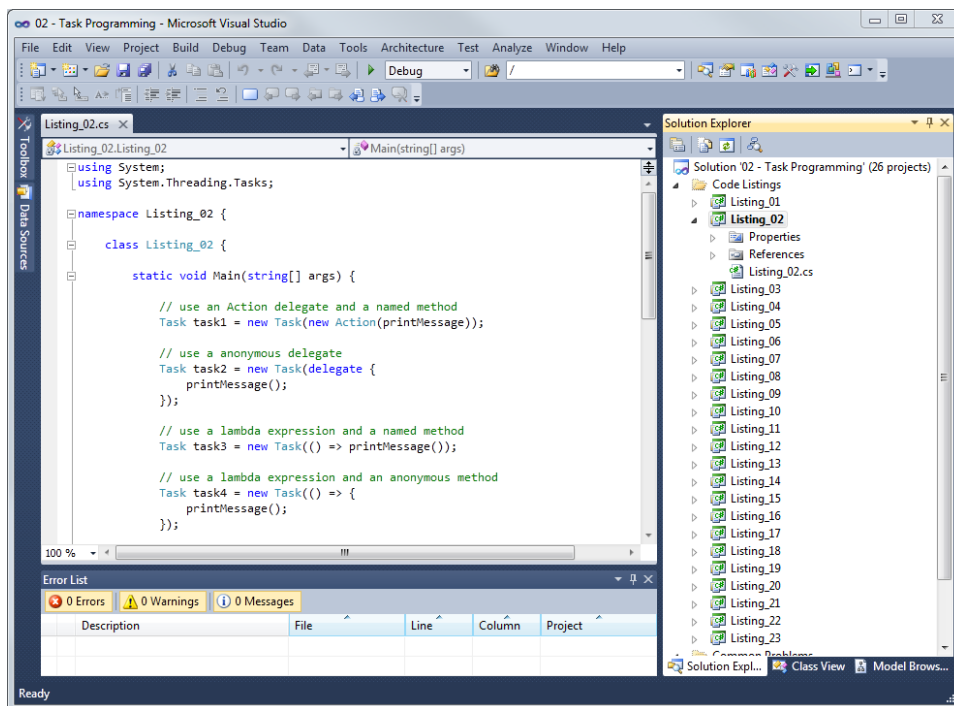 02 - Task Programming - Microsoft Visual Studio
File Edit View Project Build Debug Team Data Tools Architecture Test Analyze Window Help
Debug
/
Toolbox
Data Sources
Listing_02.cs
Listing_02.Listing_02
Main(string[] args)
using System;
using System.Threading.Tasks;
namespace Listing_02 {
class Listing_02 {
static void Main(string[] args) {
// use an Action delegate and a named method
Task task1 = new Task(new Action(printMessage));
// use a anonymous delegate
Task task2 = new Task(delegate {
printMessage();
});
// use a lambda expression and a named method
Task task3 = new Task(() => printMessage());
// use a lambda expression and an anonymous method
Task task4 = new Task(() => {
printMessage();
});
100 %
Error List
0 Errors
0 Warnings
0 Messages
Description File Line Column Project
Solution Explorer
Solution '02 - Task Programming' (26 projects)
Code Listings
Listing_01
Listing_02
Properties
References
Listing_02.cs
Listing_03
Listing_04
Listing_05
Listing_06
Listing_07
Listing_08
Listing_09
Listing_10
Listing_11
Listing_12
Listing_13
Listing_14
Listing_15
Listing_16
Listing_17
Listing_18
Listing_19
Listing_20
Listing_21
Listing_22
Listing_23
Common Problems
Solution Expl...
Class View
Model Brows...
Ready